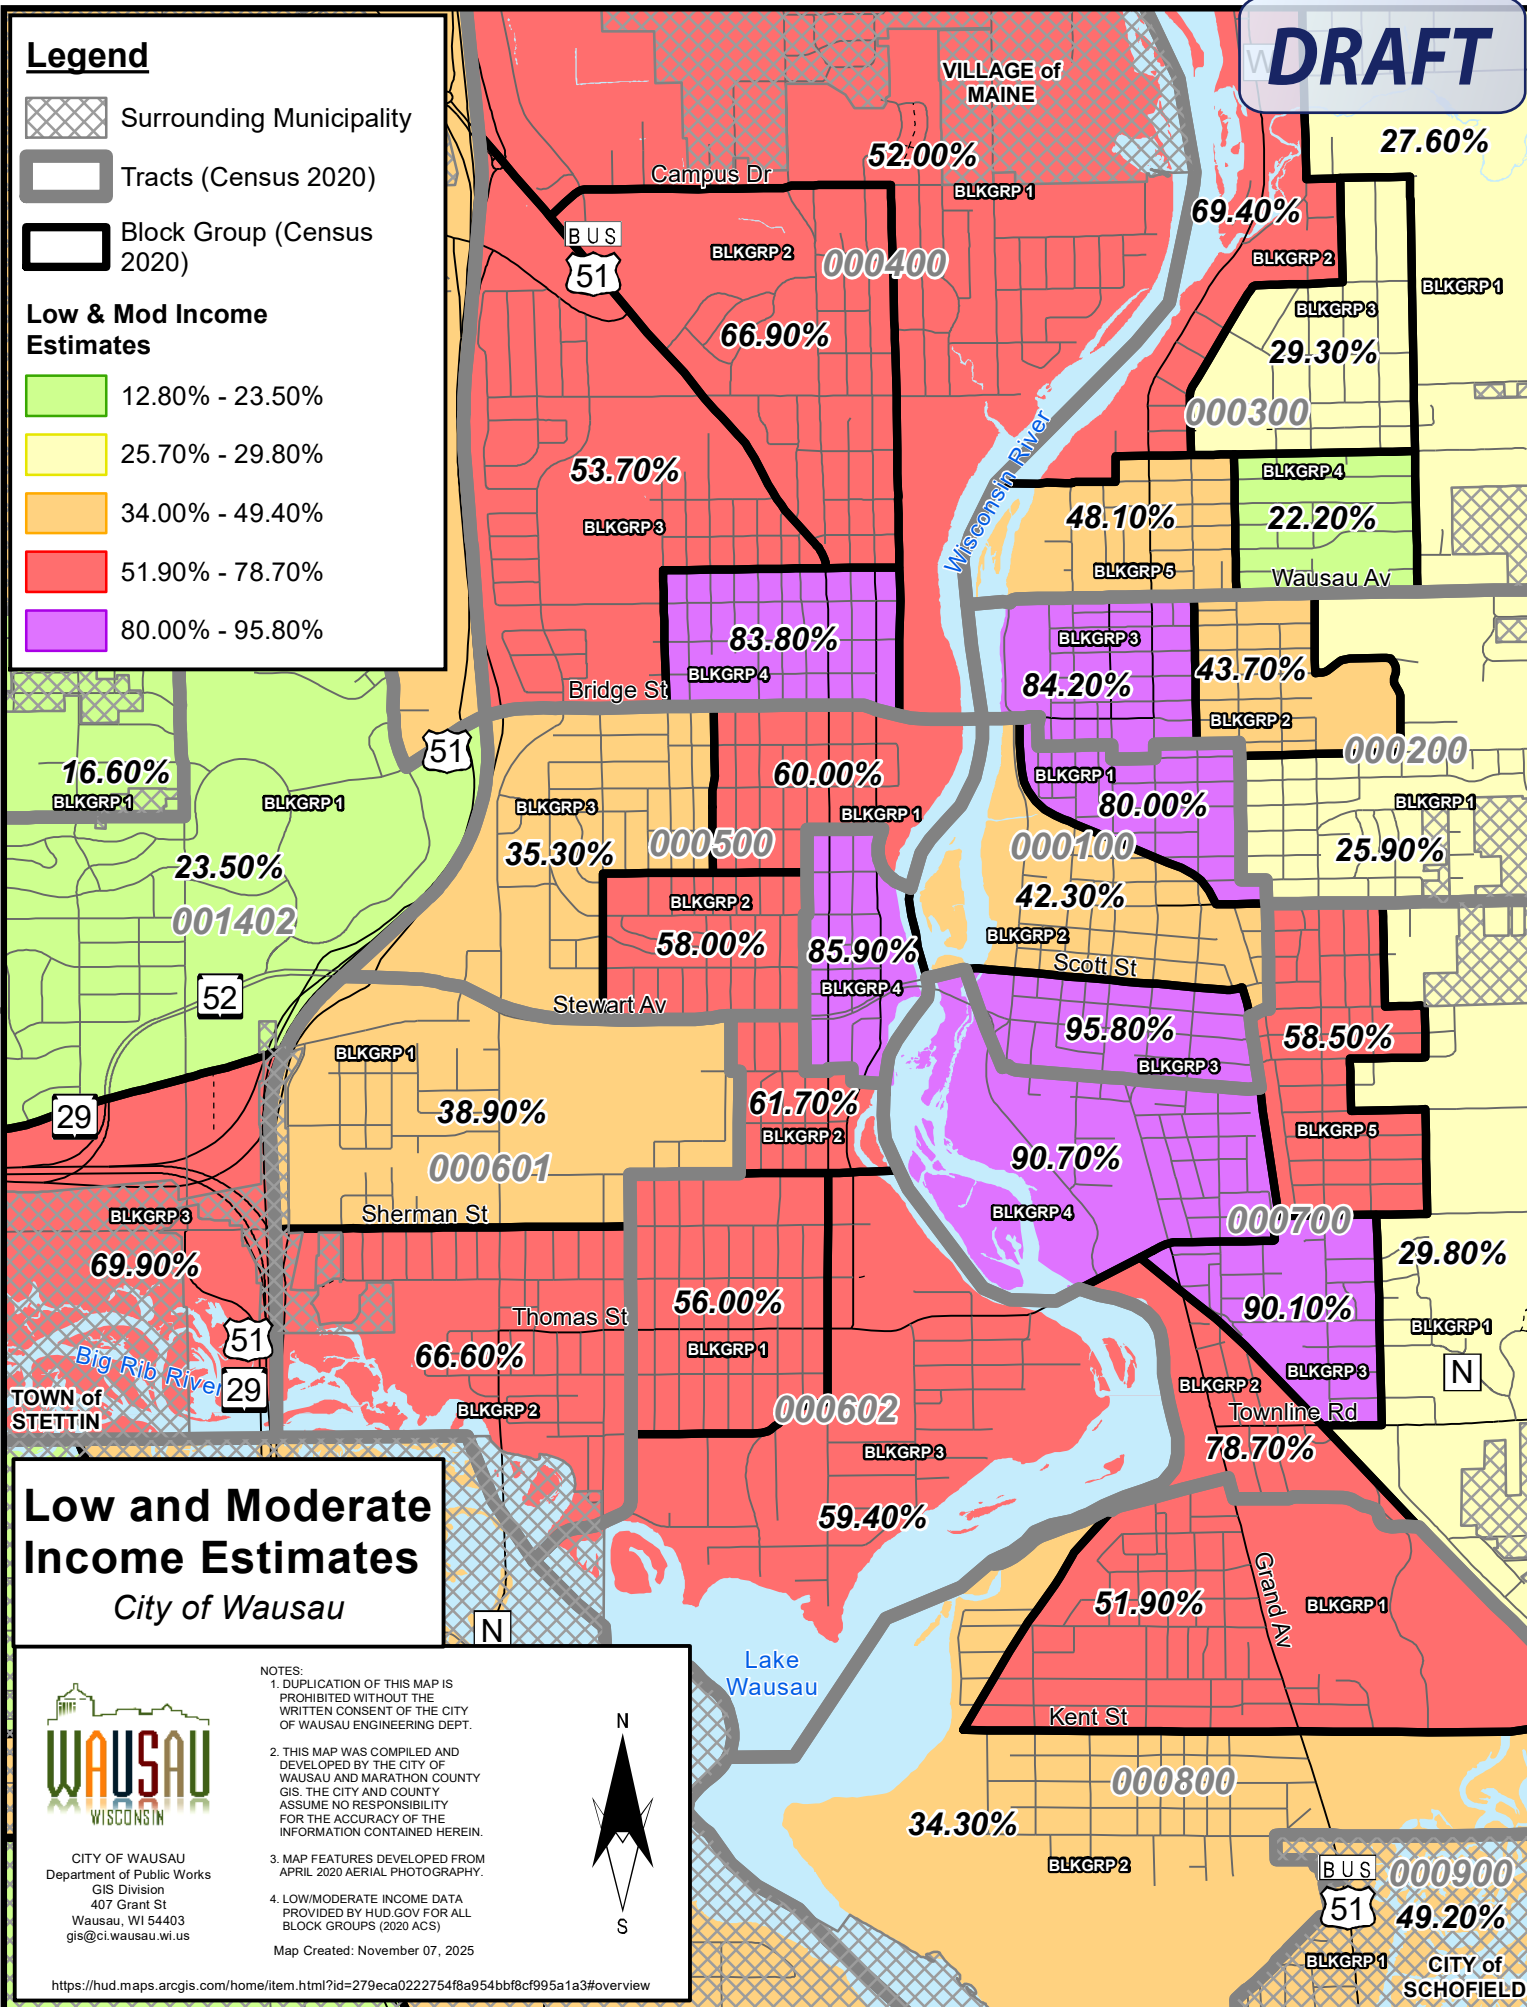 Legend
Surrounding Municipality
Tracts (Census 2020)
Block Group (Census
2020)
Low & Mod Income
Estimates
12.80% - 23.50%
25.70% - 29.80%
34.00% - 49.40%
51.90% - 78.70%
80.00% - 95.80%
DRAFT
W
VILLAGE of
MAINE
27.60%
52.00%
Campus Dr
BLKGRP 1
69.40%
BUS
51
BLKGRP 2
000400
BLKGRP 2
BLKGRP 1
BLKGRP 3
66.90%
29.30%
000300
Wisconsin River
53.70%
BLKGRP 4
BLKGRP 3
48.10%
22.20%
BLKGRP 5
Wausau Av
83.80%
BLKGRP 3
BLKGRP 4
43.70%
Bridge St
84.20%
BLKGRP 2
51
000200
16.60%
BLKGRP 1
BLKGRP 1
60.00%
BLKGRP 1
BLKGRP 3
80.00%
BLKGRP 1
BLKGRP 1
35.30%
000500
000100
25.90%
23.50%
001402
42.30%
BLKGRP 2
58.00%
85.90%
BLKGRP 2
Scott St
52
BLKGRP 4
Stewart Av
95.80%
58.50%
BLKGRP 1
BLKGRP 3
29
38.90%
61.70%
BLKGRP 2
BLKGRP 5
000601
90.70%
BLKGRP 3
Sherman St
BLKGRP 4
000700
69.90%
29.80%
56.00%
90.10%
Thomas St
51
BLKGRP 1
BLKGRP 1
Big Rib River
66.60%
29
BLKGRP 3
N
TOWN of
STETTIN
BLKGRP 2
000602
BLKGRP 2
Townline Rd
BLKGRP 3
78.70%
59.40%
Low and Moderate
Income Estimates
City of Wausau
51.90%
Grand Av
BLKGRP 1
N
Lake
Wausau
Kent St
000800
34.30%
BLKGRP 2
BUS
51
000900
49.20%
BLKGRP 1
CITY of
SCHOFIELD
WAUSAU
WISCONSIN
CITY OF WAUSAU
Department of Public Works
GIS Division
407 Grant St
Wausau, WI 54403
gis@ci.wausau.wi.us
NOTES:
1. DUPLICATION OF THIS MAP IS
PROHIBITED WITHOUT THE
WRITTEN CONSENT OF THE CITY
OF WAUSAU ENGINEERING DEPT.
2. THIS MAP WAS COMPILED AND
DEVELOPED BY THE CITY OF
WAUSAU AND MARATHON COUNTY
GIS. THE CITY AND COUNTY
ASSUME NO RESPONSIBILITY
FOR THE ACCURACY OF THE
INFORMATION CONTAINED HEREIN.
3. MAP FEATURES DEVELOPED FROM
APRIL 2020 AERIAL PHOTOGRAPHY.
4. LOW/MODERATE INCOME DATA
PROVIDED BY HUD.GOV FOR ALL
BLOCK GROUPS (2020 ACS)
Map Created: November 07, 2025
N
S
https://hud.maps.arcgis.com/home/item.html?id=279eca0222754f8a954bbf8cf995a1a3#overview